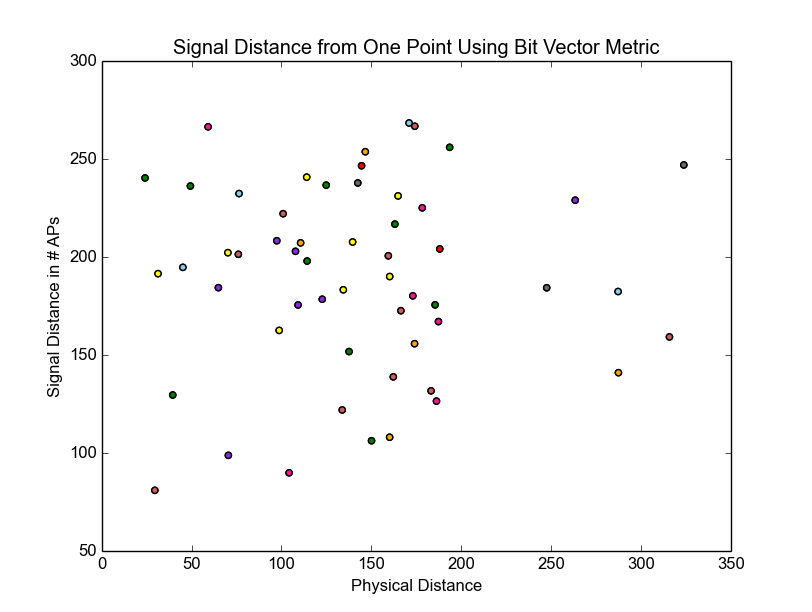 Signal Distance from One Point Using Bit Vector Metric
300
250
200
150
100
50
Signal Distance in # APs
0 50 100 150 200 250 300 350
Physical Distance